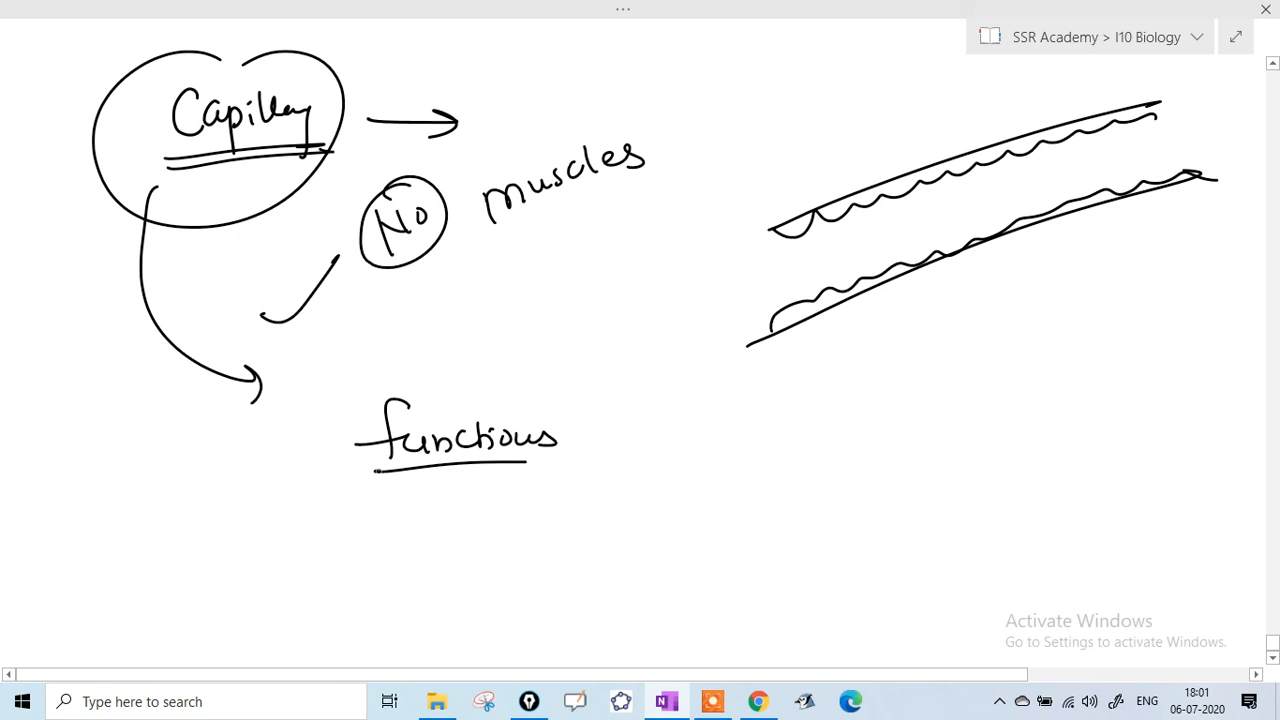 SSR Academy > I10 Biology
Capillary
No muscles
functions
Activate Windows
Go to Settings to activate Windows.
Type here to search
ENG
18:01
06-07-2020